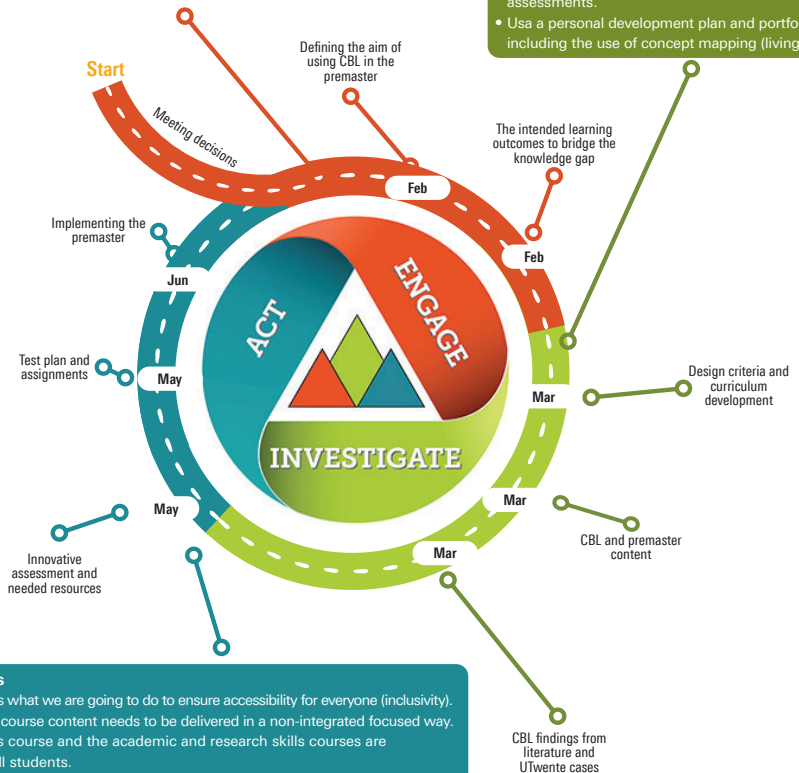 assessments.
• Usa a personal development plan and portfo
including the use of concept mapping (living
Start
Meeting decisions
Defining the aim of
using CBL in the
premaster
Feb
The intended learning
outcomes to bridge the
knowledge gap
Feb
Design criteria and
curriculum
development
Mar
CBL and premaster
content
Mar
CBL findings from
literature and
UTwente cases
Mar
Innovative
assessment and
needed resources
May
Test plan and
assignments
May
Implementing the
premaster
Jun
ENGAGE
INVESTIGATE
ACT
s what we are going to do to ensure accessibility for everyone (inclusivity).
course content needs to be delivered in a non-integrated focused way.
s course and the academic and research skills courses are
ll students.